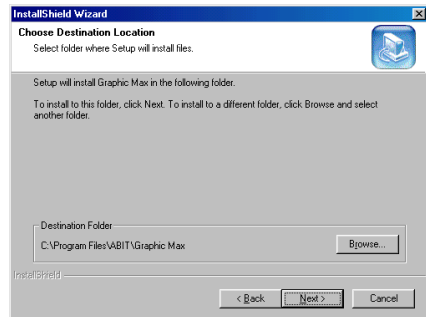 InstallShield Wizard
Choose Destination Location
Select folder where Setup will install files.
Setup will install Graphic Max in the following folder.
To install to this folder, click Next. To install to a different folder, click Browse and select
another folder.
Destination Folder
C:\Program Files\ABIT\Graphic Max
Browse...
InstallShield
< Back
Next >
Cancel